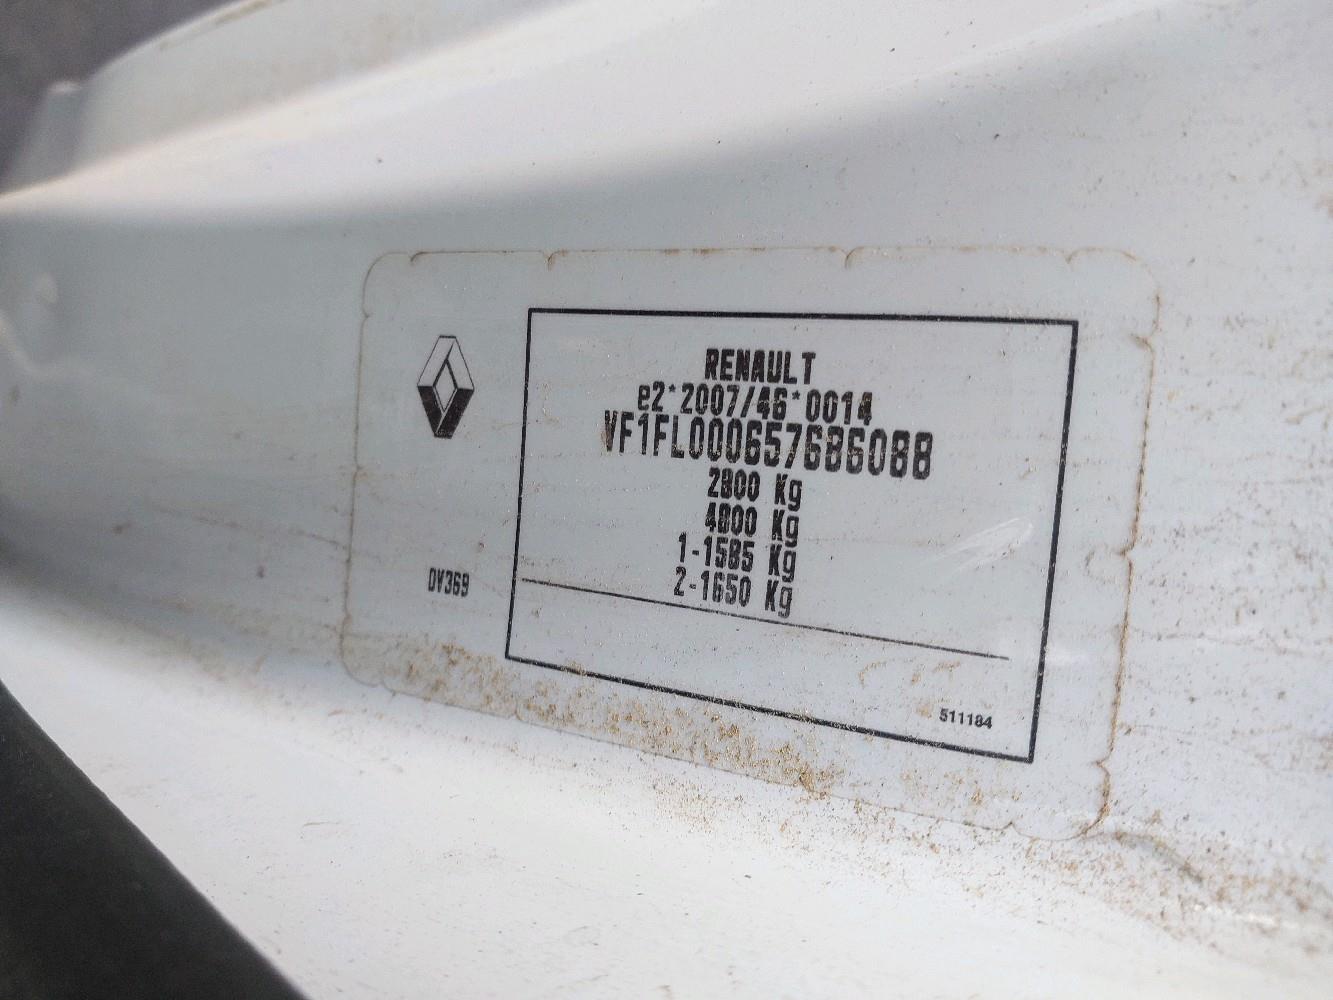 RENAULT
e2*2007/46*0014
VF1FL000657686088
2800 Kg
4800 Kg
1-1585 Kg
2-1650 Kg
DV369
511184